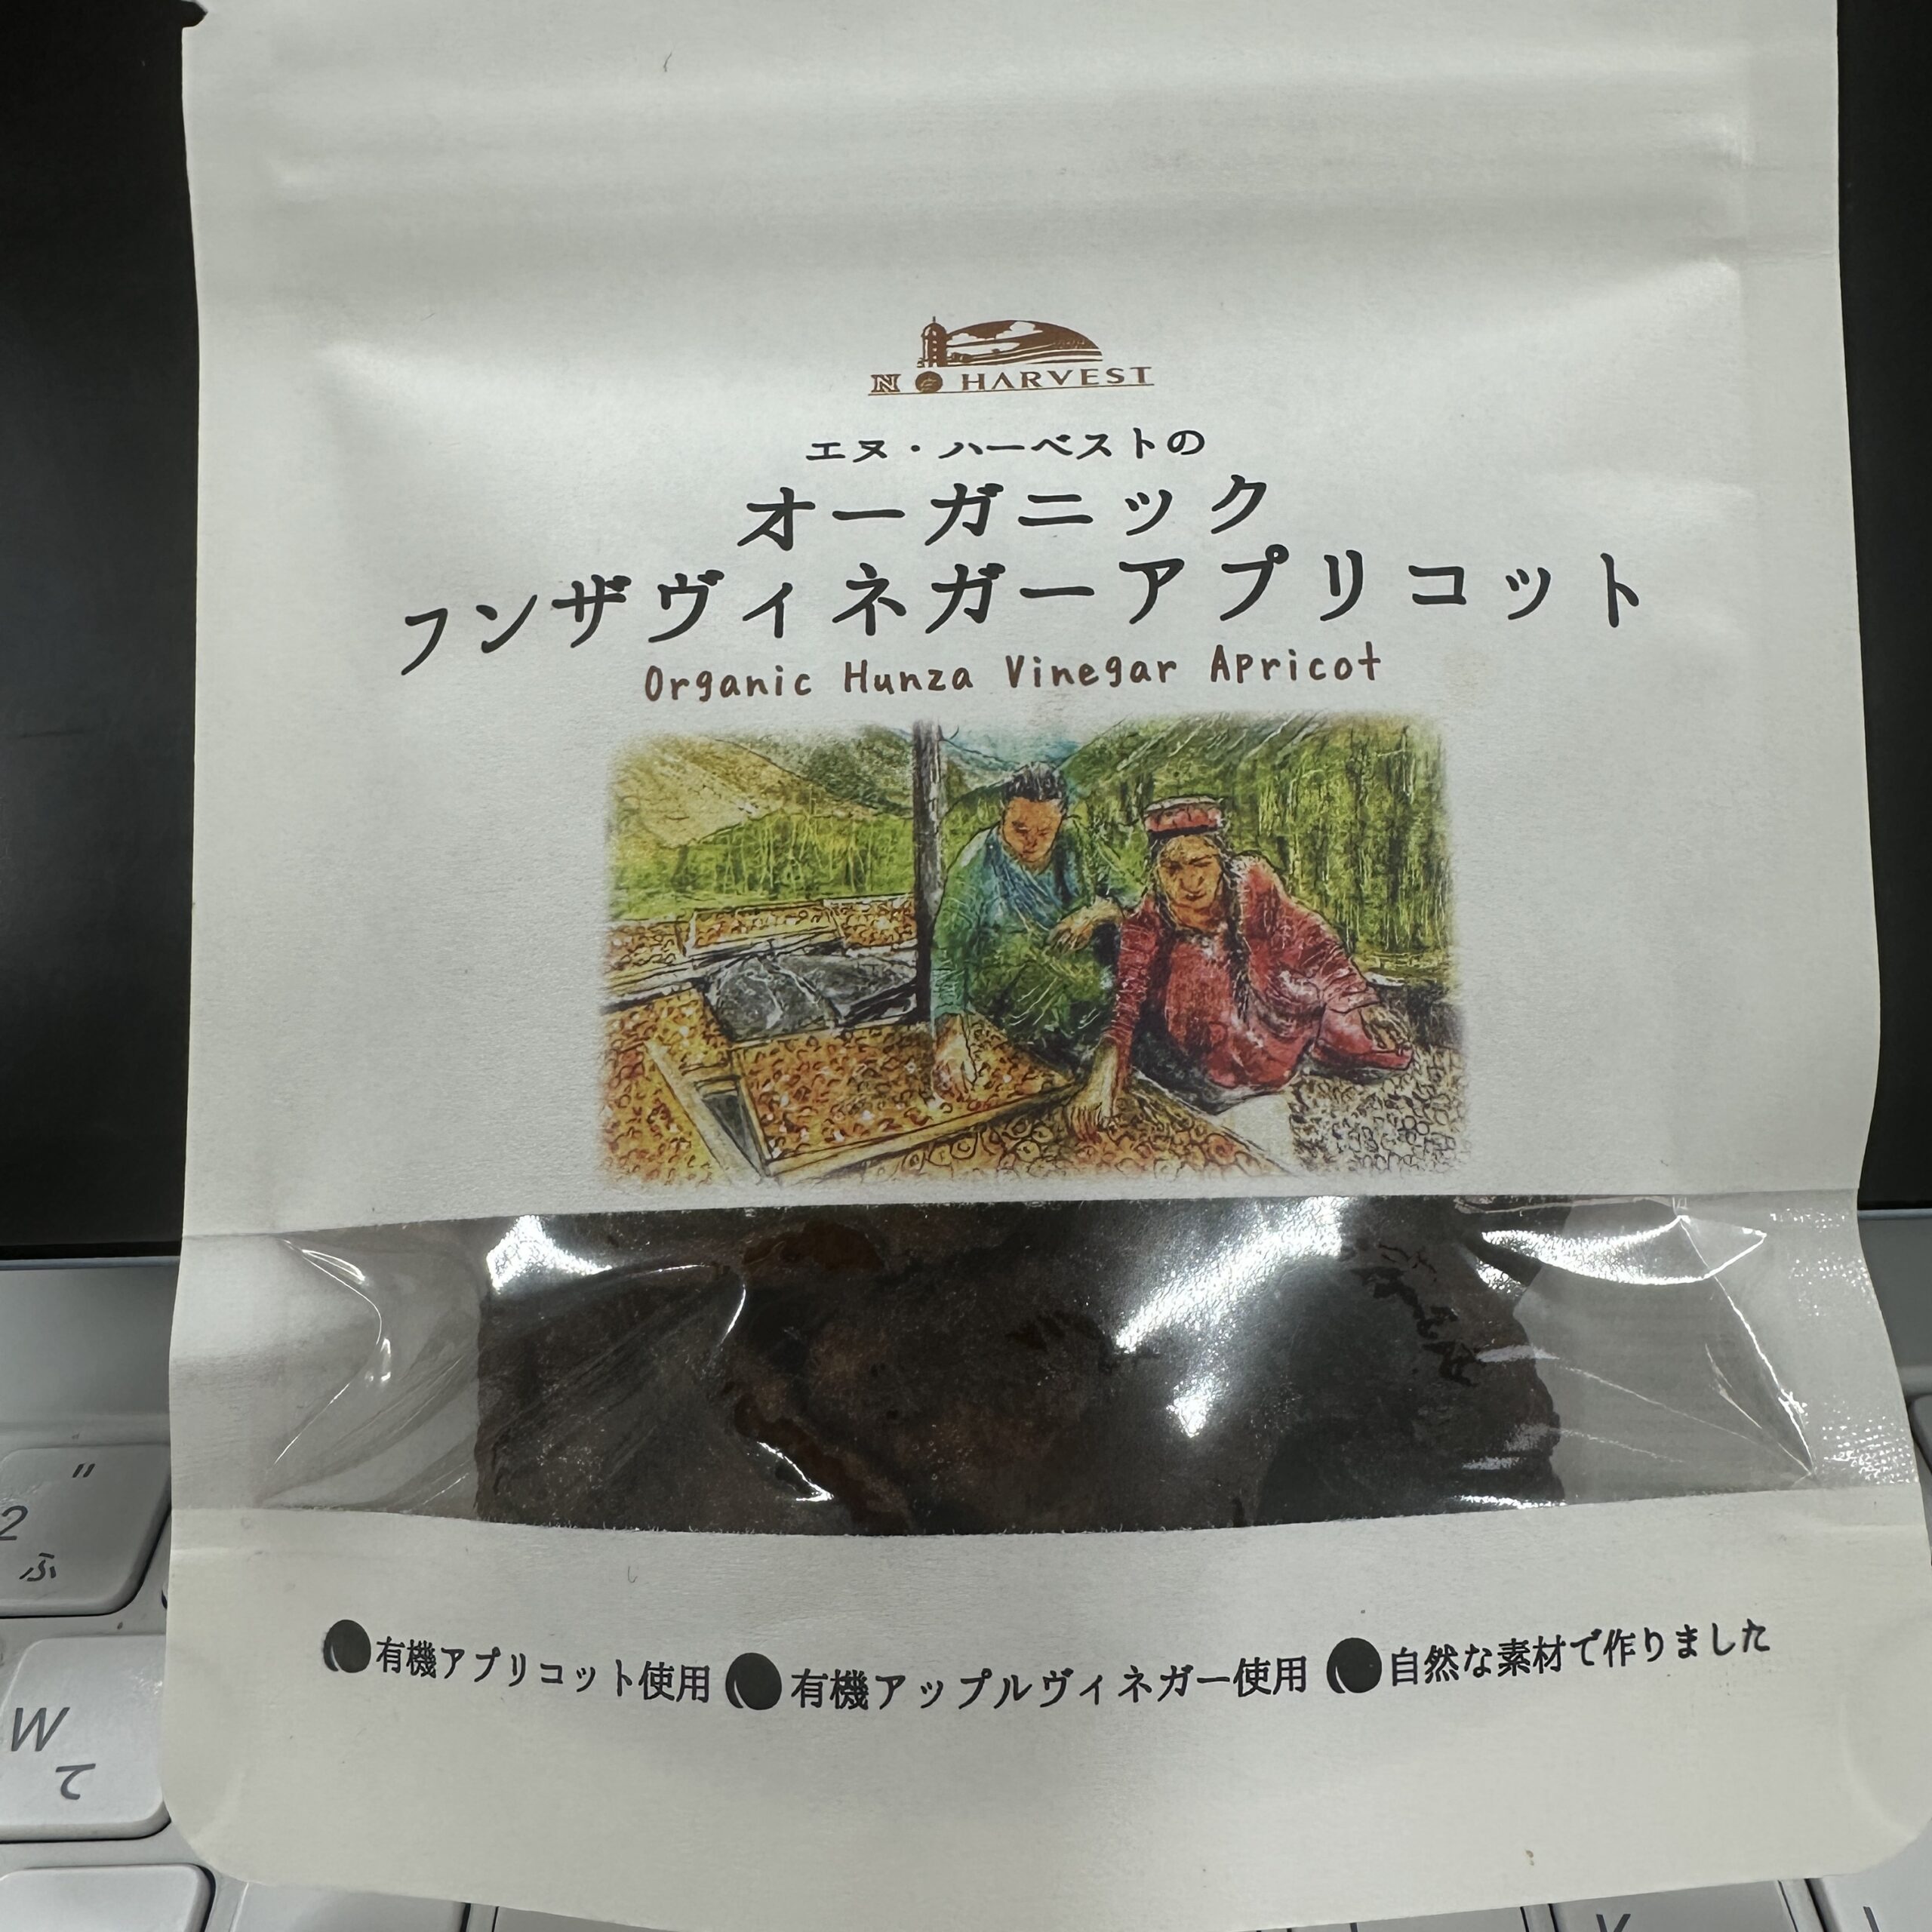 N HARVEST
エヌ・ハーベストの
オーガニック
フンザヴィネガーアプリコット
Organic Hunza Vinegar Apricot
●有機アプリコット使用 ●有機アップルヴィネガー使用 ●自然な素材で作りました
"
2
ふ
W
て